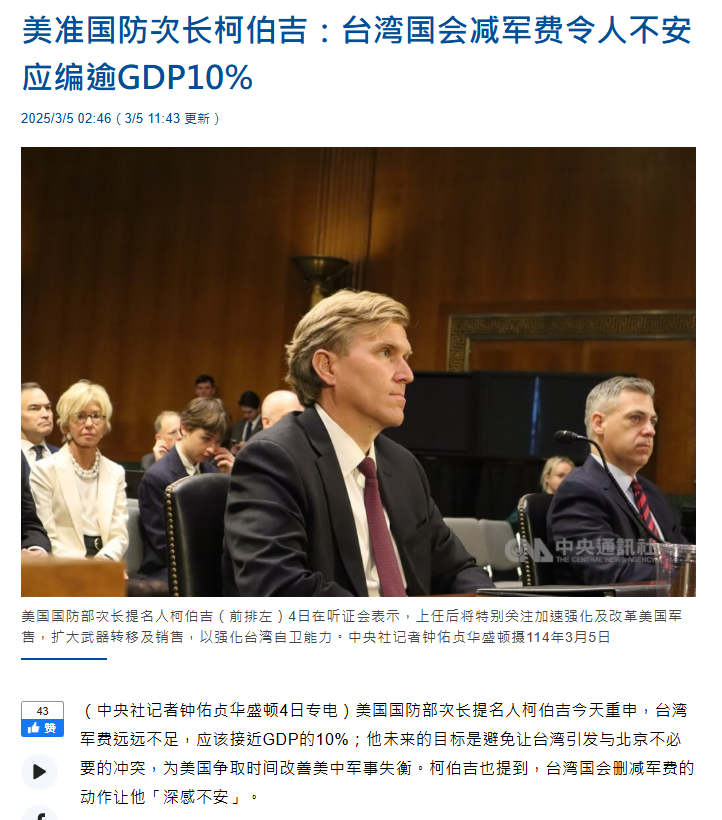 美准国防次长柯伯吉：台湾国会减军费令人不安
应编逾GDP10%
2025/3/5 02:46（3/5 11:43 更新）
中央通訊社
THE CENTRAL NEWS AGENCY
美国国防部次长提名人柯伯吉（前排左）4日在听证会表示，上任后将特别关注加速强化及改革美国军
售，扩大武器转移及销售，以强化台湾自卫能力。中央社记者钟佑贞华盛顿摄114年3月5日
43
赞
（中央社记者钟佑贞华盛顿4日专电）美国国防部次长提名人柯伯吉今天重申，台湾
军费远远不足，应该接近GDP的10%；他未来的目标是避免让台湾引发与北京不必
要的冲突，为美国争取时间改善美中军事失衡。柯伯吉也提到，台湾国会删减军费的
动作让他「深感不安」。